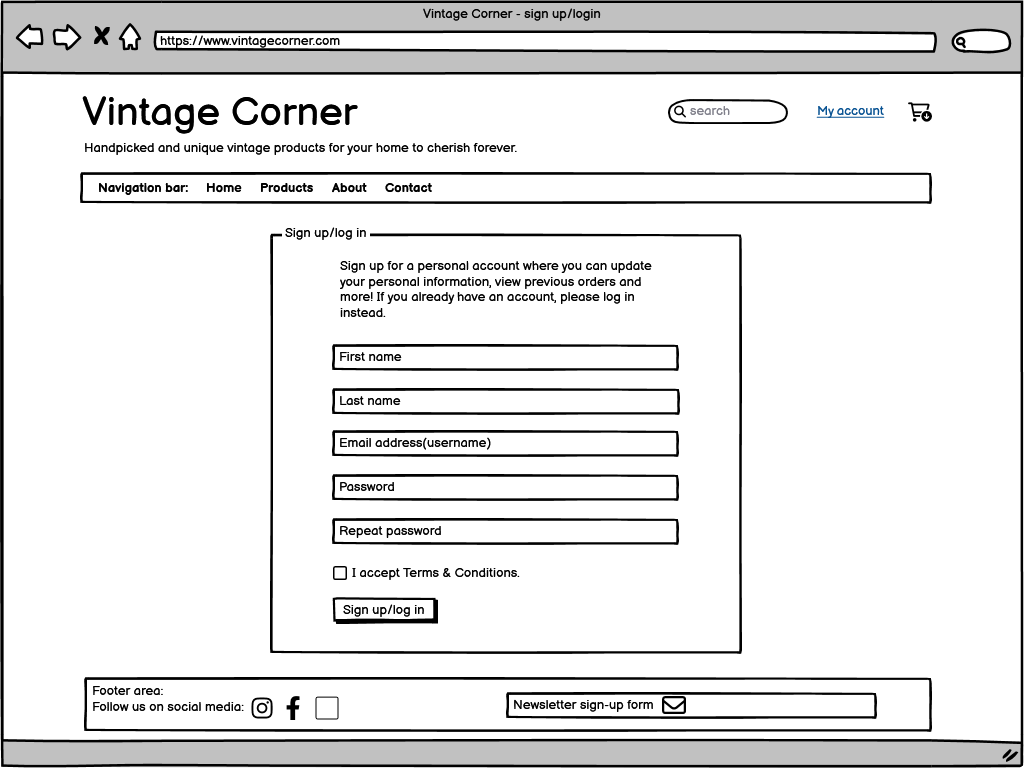 Vintage Corner - sign up/login
https://www.vintagecorner.com
Vintage Corner
search
My account
Handpicked and unique vintage products for your home to cherish forever.
Navigation bar: Home Products About Contact
Sign up/log in
Sign up for a personal account where you can update
your personal information, view previous orders and
more! If you already have an account, please log in
instead.
First name
Last name
Email address(username)
Password
Repeat password
I accept Terms & Conditions.
Sign up/log in
Footer area:
Follow us on social media:
Newsletter sign-up form